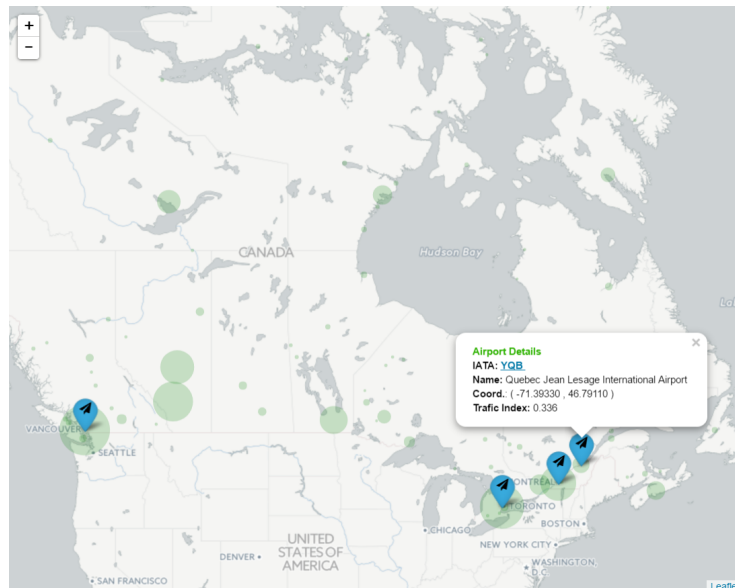 +
−
CANADA
Hudson Bay
Airport Details
×
IATA: YQB
Name: Quebec Jean Lesage International Airport
Coord.: ( -71.39330 , 46.79110 )
Trafic Index: 0.336
VANCOUVER
SEATTLE
TORONTO
CHICAGO
BOSTON
NEW YORK CITY
UNITED
STATES OF
AMERICA
DENVER
WASHINGTON,
D.C.
SAN FRANCISCO
Leafle